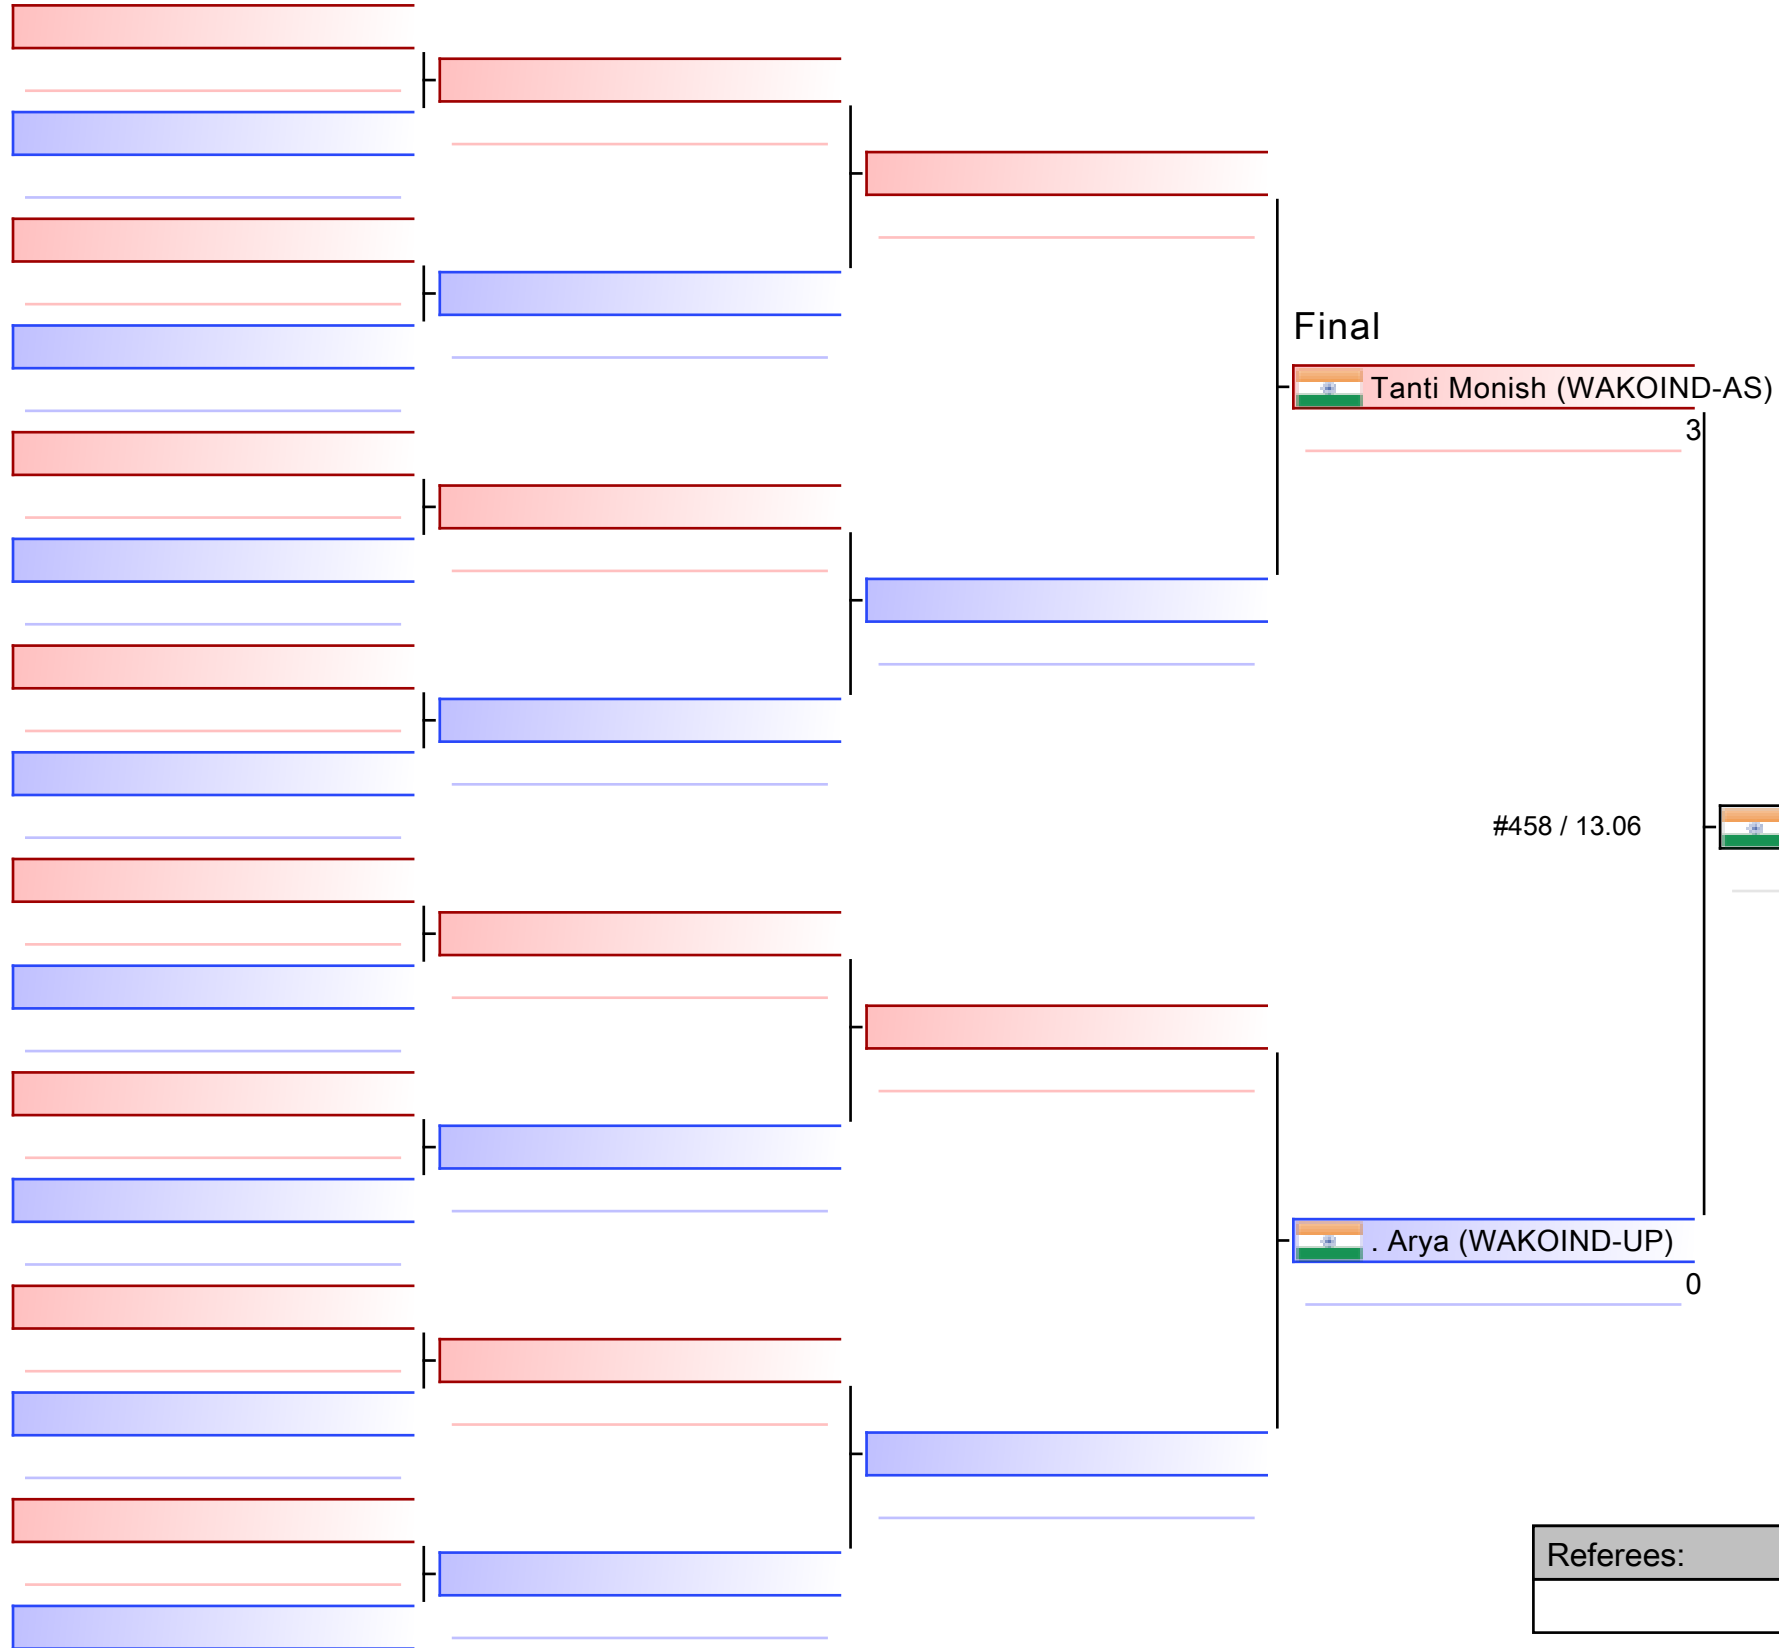 Final
Tanti Monish (WAKOIND-AS)
3
#458 / 13.06
. Arya (WAKOIND-UP)
0
Referees: